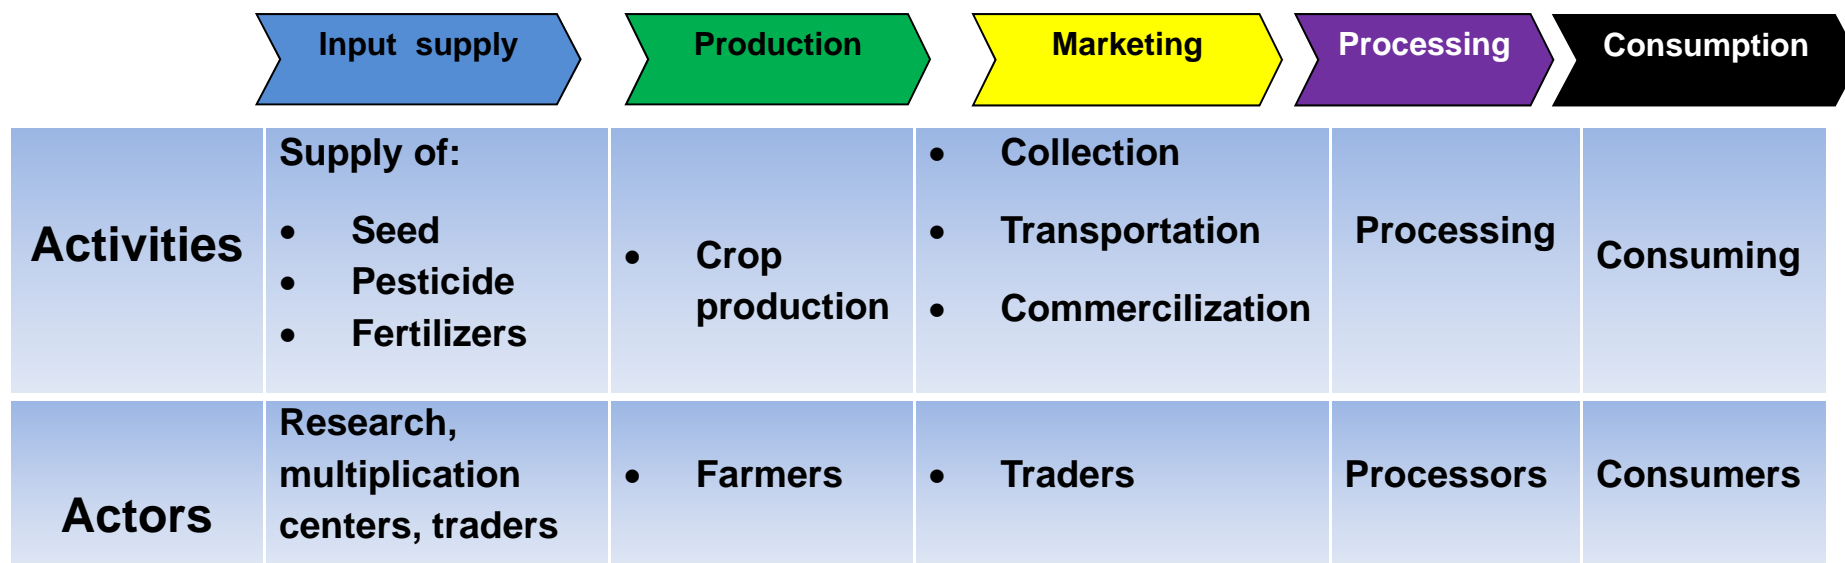 Input supply
Production
Marketing
Processing
Consumption
Activities
Supply of:
• Seed
• Pesticide
• Fertilizers
• Crop
production
• Collection
• Transportation
• Commercilization
Processing
Consuming
Actors
Research,
multiplication
centers, traders
• Farmers
• Traders
Processors
Consumers